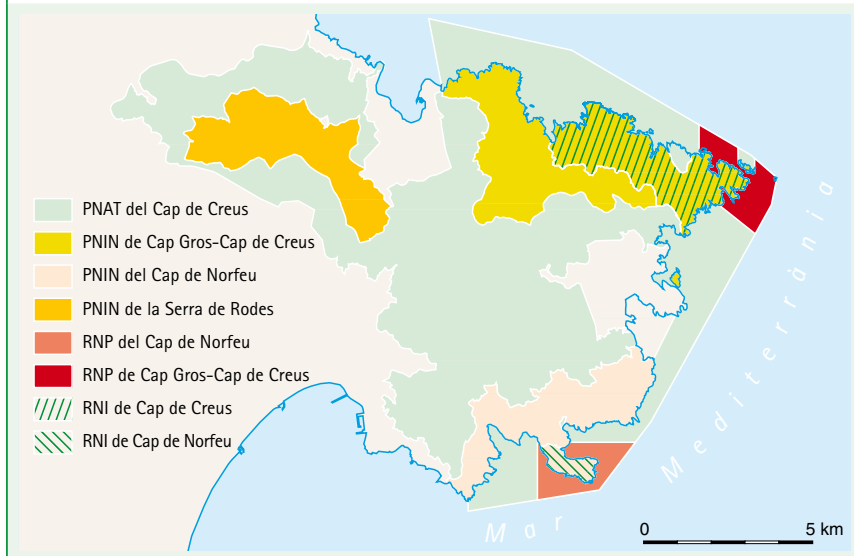 PNAT del Cap de Creus
PNIN de Cap Gros-Cap de Creus
PNIN del Cap de Norfeu
PNIN de la Serra de Rodes
RNP del Cap de Norfeu
RNP de Cap Gros-Cap de Creus
RNI de Cap de Creus
RNI de Cap de Norfeu
Mar Mediterrània
0 5 km